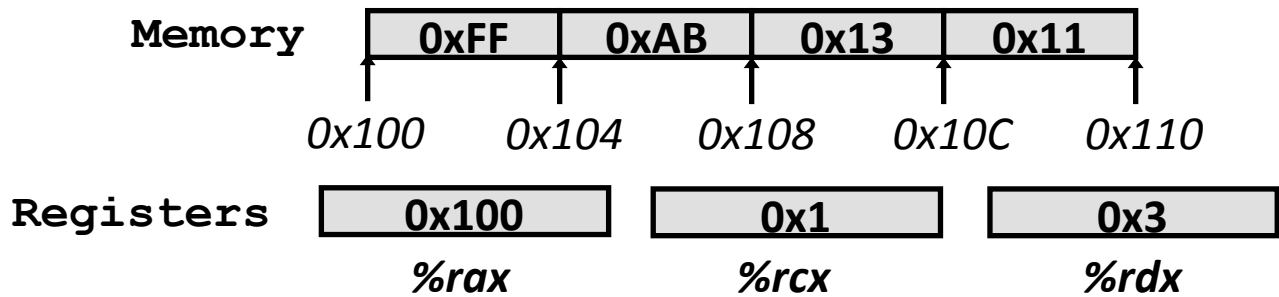 Memory 0xFF 0xAB 0x13 0x11
0x100 0x104 0x108 0x10C 0x110
Registers 0x100 0x1 0x3
%rax %rcx %rdx